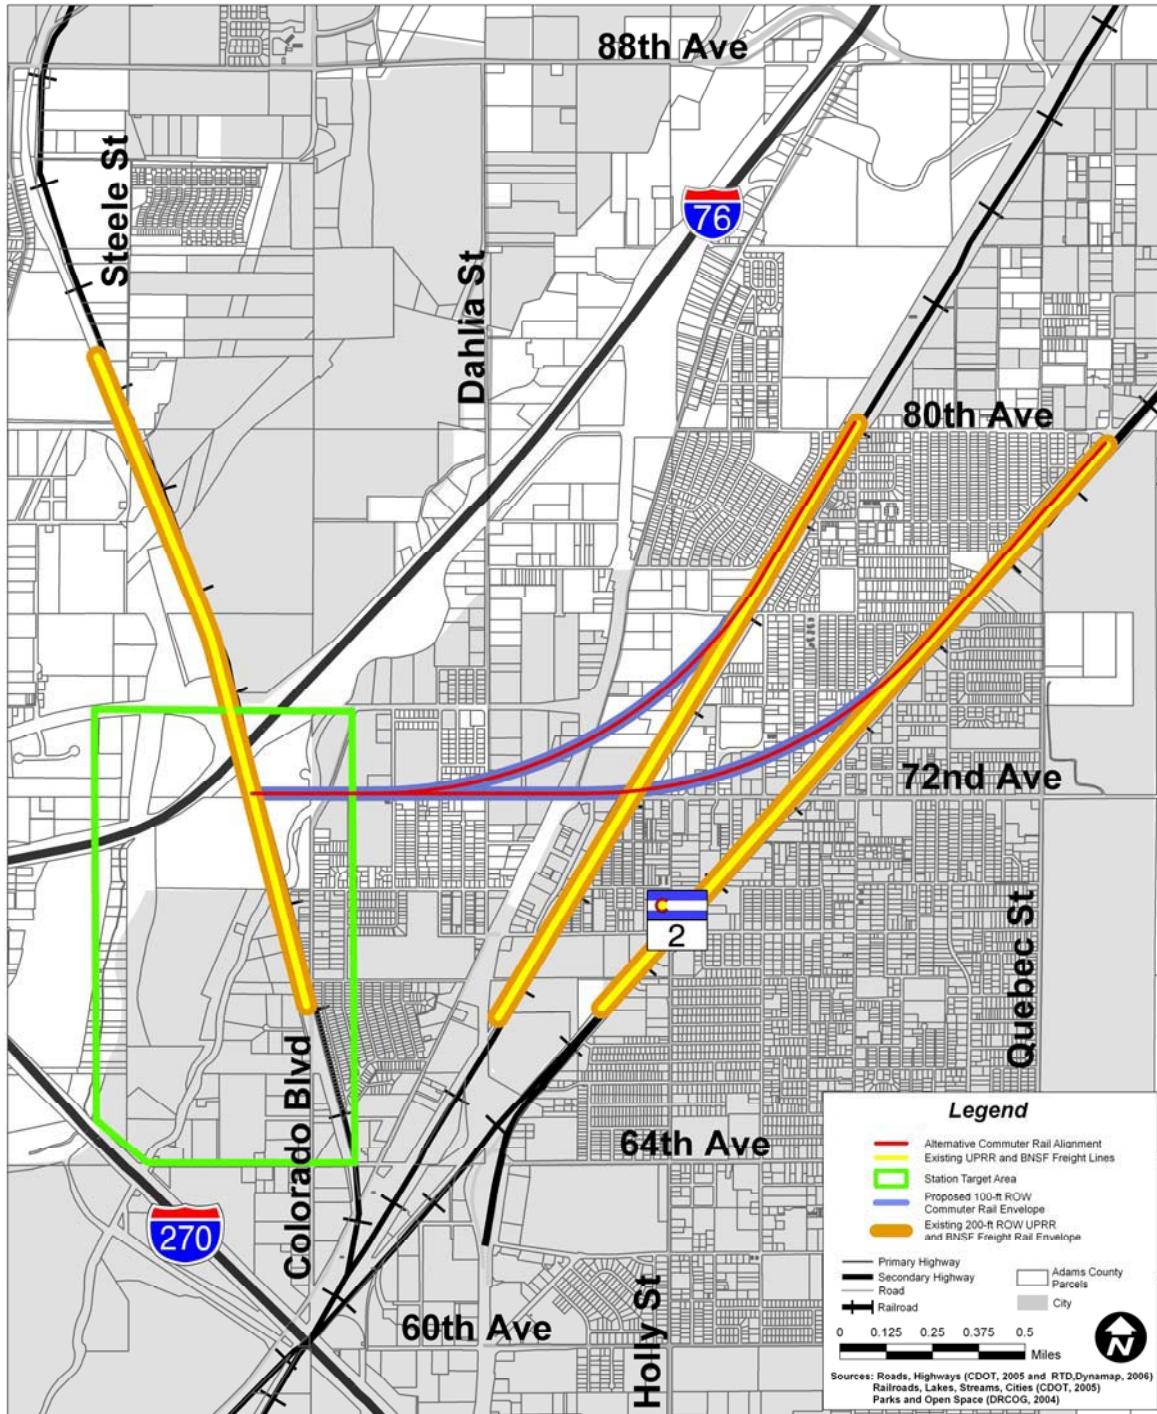 88th Ave
Steele St
76
Dahlia St
80th Ave
72nd Ave
2
Quebec St
Colorado Blvd
64th Ave
270
60th Ave
Holly St
Legend
Alternative Commuter Rail Alignment
Existing UPRR and BNSF Freight Lines
Station Target Area
Proposed 100-ft ROW
Commuter Rail Envelope
Existing 200-ft ROW UPRR
and BNSF Freight Rail Envelope
Primary Highway
Secondary Highway
Road
Railroad
Adams County
Parcels
City
0 0.125 0.25 0.375 0.5
Miles
N
Sources: Roads, Highways (CDOT, 2005 and RTD,Dynamap, 2006)
Railroads, Lakes, Streams, Cities (CDOT, 2005)
Parks and Open Space (DRCOG, 2004)